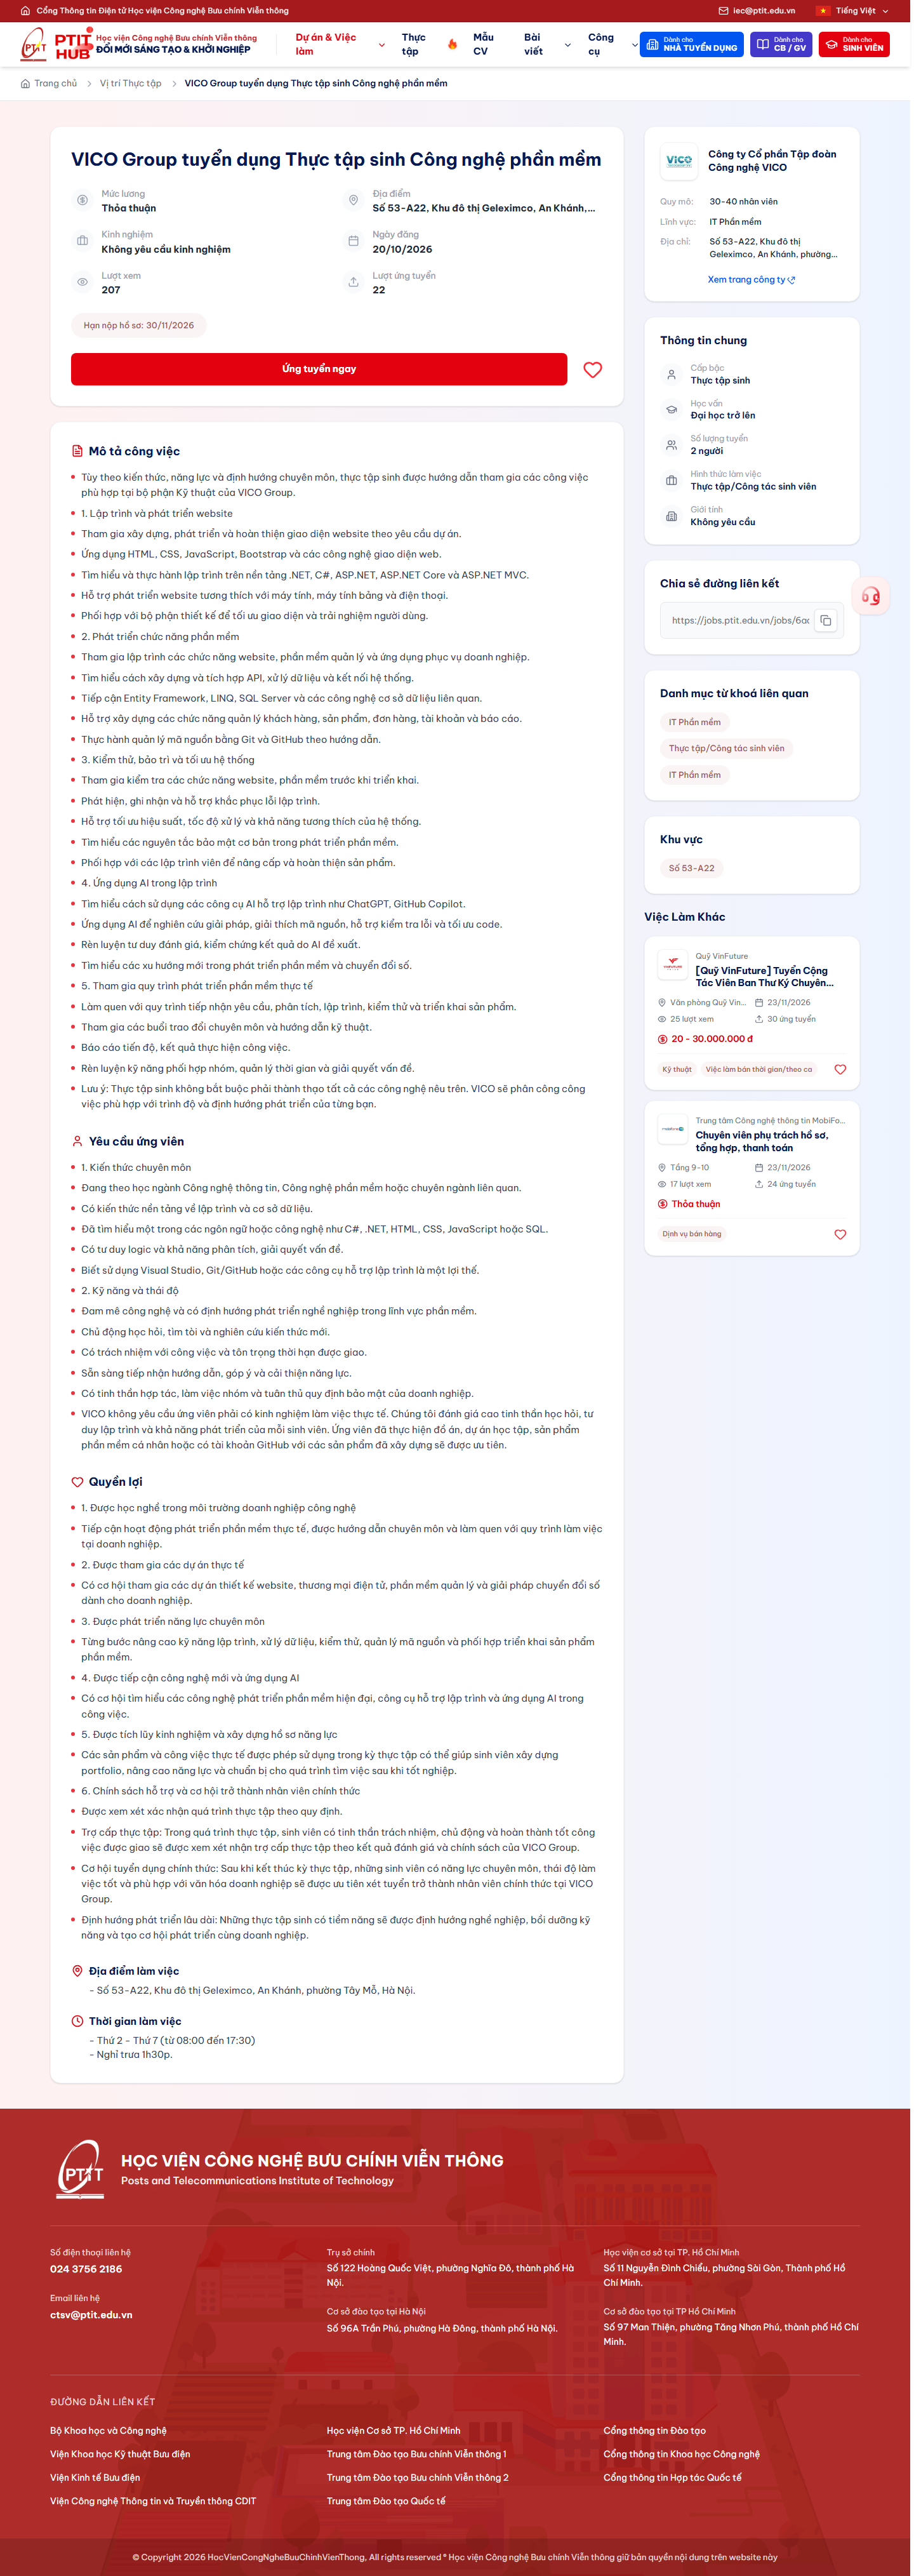 Cổng Thông tin Điện tử Học viện Công nghệ Bưu chính Viễn thông
iec@ptit.edu.vn
Tiếng Việt
PTIT HUB
Học viện Công nghệ Bưu chính Viễn thông
ĐỔI MỚI SÁNG TẠO & KHỞI NGHIỆP
Dự án & Việc làm
Thực tập
Mẫu CV
Bài viết
Công cụ
Dành cho
NHÀ TUYỂN DỤNG
Dành cho
CB / GV
Dành cho
SINH VIÊN
Trang chủ
Vị trí Thực tập
VICO Group tuyển dụng Thực tập sinh Công nghệ phần mềm
VICO Group tuyển dụng Thực tập sinh Công nghệ phần mềm
Mức lương
Thỏa thuận
Địa điểm
Số 53-A22, Khu đô thị Geleximco, An Khánh,...
Kinh nghiệm
Không yêu cầu kinh nghiệm
Ngày đăng
20/10/2026
Lượt xem
207
Lượt ứng tuyển
22
Hạn nộp hồ sơ: 30/11/2026
Ứng tuyển ngay
Mô tả công việc
Tùy theo kiến thức, năng lực và định hướng chuyên môn, thực tập sinh được hướng dẫn tham gia các công việc
phù hợp tại bộ phận Kỹ thuật của VICO Group.
1. Lập trình và phát triển website
Tham gia xây dựng, phát triển và hoàn thiện giao diện website theo yêu cầu dự án.
Ứng dụng HTML, CSS, JavaScript, Bootstrap và các công nghệ giao diện web.
Tìm hiểu và thực hành lập trình trên nền tảng .NET, C#, ASP.NET, ASP.NET Core và ASP.NET MVC.
Hỗ trợ phát triển website tương thích với máy tính, máy tính bảng và điện thoại.
Phối hợp với bộ phận thiết kế để tối ưu giao diện và trải nghiệm người dùng.
2. Phát triển chức năng phần mềm
Tham gia lập trình các chức năng website, phần mềm quản lý và ứng dụng phục vụ doanh nghiệp.
Tìm hiểu cách xây dựng và tích hợp API, xử lý dữ liệu và kết nối hệ thống.
Tiếp cận Entity Framework, LINQ, SQL Server và các công nghệ cơ sở dữ liệu liên quan.
Hỗ trợ xây dựng các chức năng quản lý khách hàng, sản phẩm, đơn hàng, tài khoản và báo cáo.
Thực hành quản lý mã nguồn bằng Git và GitHub theo hướng dẫn.
3. Kiểm thử, bảo trì và tối ưu hệ thống
Tham gia kiểm tra các chức năng website, phần mềm trước khi triển khai.
Phát hiện, ghi nhận và hỗ trợ khắc phục lỗi lập trình.
Hỗ trợ tối ưu hiệu suất, tốc độ xử lý và khả năng tương thích của hệ thống.
Tìm hiểu các nguyên tắc bảo mật cơ bản trong phát triển phần mềm.
Phối hợp với các lập trình viên để nâng cấp và hoàn thiện sản phẩm.
4. Ứng dụng AI trong lập trình
Tìm hiểu cách sử dụng các công cụ AI hỗ trợ lập trình như ChatGPT, GitHub Copilot.
Ứng dụng AI để nghiên cứu giải pháp, giải thích mã nguồn, hỗ trợ kiểm tra lỗi và tối ưu code.
Rèn luyện tư duy đánh giá, kiểm chứng kết quả do AI đề xuất.
Tìm hiểu các xu hướng mới trong phát triển phần mềm và chuyển đổi số.
5. Tham gia quy trình phát triển phần mềm thực tế
Làm quen với quy trình tiếp nhận yêu cầu, phân tích, lập trình, kiểm thử và triển khai sản phẩm.
Tham gia các buổi trao đổi chuyên môn và hướng dẫn kỹ thuật.
Báo cáo tiến độ, kết quả thực hiện công việc.
Rèn luyện kỹ năng phối hợp nhóm, quản lý thời gian và giải quyết vấn đề.
Lưu ý: Thực tập sinh không bắt buộc phải thành thạo tất cả các công nghệ nêu trên. VICO sẽ phân công công
việc phù hợp với trình độ và định hướng phát triển của từng bạn.
Yêu cầu ứng viên
1. Kiến thức chuyên môn
Đang theo học ngành Công nghệ thông tin, Công nghệ phần mềm hoặc chuyên ngành liên quan.
Có kiến thức nền tảng về lập trình và cơ sở dữ liệu.
Đã tìm hiểu một trong các ngôn ngữ hoặc công nghệ như C#, .NET, HTML, CSS, JavaScript hoặc SQL.
Có tư duy logic và khả năng phân tích, giải quyết vấn đề.
Biết sử dụng Visual Studio, Git/GitHub hoặc các công cụ hỗ trợ lập trình là một lợi thế.
2. Kỹ năng và thái độ
Đam mê công nghệ và có định hướng phát triển nghề nghiệp trong lĩnh vực phần mềm.
Chủ động học hỏi, tìm tòi và nghiên cứu kiến thức mới.
Có trách nhiệm với công việc và tôn trọng thời hạn được giao.
Sẵn sàng tiếp nhận hướng dẫn, góp ý và cải thiện năng lực.
Có tinh thần hợp tác, làm việc nhóm và tuân thủ quy định bảo mật của doanh nghiệp.
VICO không yêu cầu ứng viên phải có kinh nghiệm làm việc thực tế. Chúng tôi đánh giá cao tinh thần học hỏi, tư
duy lập trình và khả năng phát triển của mỗi sinh viên. Ứng viên đã thực hiện đồ án, dự án học tập, sản phẩm
phần mềm cá nhân hoặc có tài khoản GitHub với các sản phẩm đã xây dựng sẽ được ưu tiên.
Quyền lợi
1. Được học nghề trong môi trường doanh nghiệp công nghệ
Tiếp cận hoạt động phát triển phần mềm thực tế, được hướng dẫn chuyên môn và làm quen với quy trình làm việc
tại doanh nghiệp.
2. Được tham gia các dự án thực tế
Có cơ hội tham gia các dự án thiết kế website, thương mại điện tử, phần mềm quản lý và giải pháp chuyển đổi số
dành cho doanh nghiệp.
3. Được phát triển năng lực chuyên môn
Từng bước nâng cao kỹ năng lập trình, xử lý dữ liệu, kiểm thử, quản lý mã nguồn và phối hợp triển khai sản phẩm
phần mềm.
4. Được tiếp cận công nghệ mới và ứng dụng AI
Có cơ hội tìm hiểu các công nghệ phát triển phần mềm hiện đại, công cụ hỗ trợ lập trình và ứng dụng AI trong
công việc.
5. Được tích lũy kinh nghiệm và xây dựng hồ sơ năng lực
Các sản phẩm và công việc thực tế được phép sử dụng trong kỳ thực tập có thể giúp sinh viên xây dựng
portfolio, nâng cao năng lực và chuẩn bị cho quá trình tìm việc sau khi tốt nghiệp.
6. Chính sách hỗ trợ và cơ hội trở thành nhân viên chính thức
Được xem xét xác nhận quá trình thực tập theo quy định.
Trợ cấp thực tập: Trong quá trình thực tập, sinh viên có tinh thần trách nhiệm, chủ động và hoàn thành tốt công
việc được giao sẽ được xem xét nhận trợ cấp thực tập theo kết quả đánh giá và chính sách của VICO Group.
Cơ hội tuyển dụng chính thức: Sau khi kết thúc kỳ thực tập, những sinh viên có năng lực chuyên môn, thái độ làm
việc tốt và phù hợp với văn hóa doanh nghiệp sẽ được ưu tiên xét tuyển trở thành nhân viên chính thức tại VICO
Group.
Định hướng phát triển lâu dài: Những thực tập sinh có tiềm năng sẽ được định hướng nghề nghiệp, bồi dưỡng kỹ
năng và tạo cơ hội phát triển cùng doanh nghiệp.
Địa điểm làm việc
- Số 53-A22, Khu đô thị Geleximco, An Khánh, phường Tây Mỗ, Hà Nội.
Thời gian làm việc
- Thứ 2 - Thứ 7 (từ 08:00 đến 17:30)
- Nghỉ trưa 1h30p.
VICO
Công ty Cổ phần Tập đoàn
Công nghệ VICO
Quy mô:
30-40 nhân viên
Lĩnh vực:
IT Phần mềm
Địa chỉ:
Số 53-A22, Khu đô thị
Geleximco, An Khánh, phường...
Xem trang công ty
Thông tin chung
Cấp bậc
Thực tập sinh
Học vấn
Đại học trở lên
Số lượng tuyển
2 người
Hình thức làm việc
Thực tập/Công tác sinh viên
Giới tính
Không yêu cầu
Chia sẻ đường liên kết
https://jobs.ptit.edu.vn/jobs/6ac
Danh mục từ khoá liên quan
IT Phần mềm
Thực tập/Công tác sinh viên
IT Phần mềm
Khu vực
Số 53-A22
Việc Làm Khác
Quỹ VinFuture
[Quỹ VinFuture] Tuyển Cộng
Tác Viên Ban Thư Ký Chuyên...
Văn phòng Quỹ Vin...
23/11/2026
25 lượt xem
30 ứng tuyển
20 - 30.000.000 đ
Kỹ thuật
Việc làm bán thời gian/theo ca
Trung tâm Công nghệ thông tin MobiFo...
Chuyên viên phụ trách hồ sơ,
tổng hợp, thanh toán
Tầng 9-10
23/11/2026
17 lượt xem
24 ứng tuyển
Thỏa thuận
Dịnh vụ bán hàng
PTIT
HỌC VIỆN CÔNG NGHỆ BƯU CHÍNH VIỄN THÔNG
Posts and Telecommunications Institute of Technology
Số điện thoại liên hệ
024 3756 2186
Email liên hệ
ctsv@ptit.edu.vn
Trụ sở chính
Số 122 Hoàng Quốc Việt, phường Nghĩa Đô, thành phố Hà
Nội.
Cơ sở đào tạo tại Hà Nội
Số 96A Trần Phú, phường Hà Đông, thành phố Hà Nội.
Học viện cơ sở tại TP. Hồ Chí Minh
Số 11 Nguyễn Đình Chiểu, phường Sài Gòn, Thành phố Hồ
Chí Minh.
Cơ sở đào tạo tại TP Hồ Chí Minh
Số 97 Man Thiện, phường Tăng Nhơn Phú, thành phố Hồ Chí
Minh.
ĐƯỜNG DẪN LIÊN KẾT
Bộ Khoa học và Công nghệ
Học viện Cơ sở TP. Hồ Chí Minh
Cổng thông tin Đào tạo
Viện Khoa học Kỹ thuật Bưu điện
Trung tâm Đào tạo Bưu chính Viễn thông 1
Cổng thông tin Khoa học Công nghệ
Viện Kinh tế Bưu điện
Trung tâm Đào tạo Bưu chính Viễn thông 2
Cổng thông tin Hợp tác Quốc tế
Viện Công nghệ Thông tin và Truyền thông CDIT
Trung tâm Đào tạo Quốc tế
© Copyright 2026 HocVienCongNgheBuuChinhVienThong, All rights reserved * Học viện Công nghệ Bưu chính Viễn thông giữ bản quyền nội dung trên website này